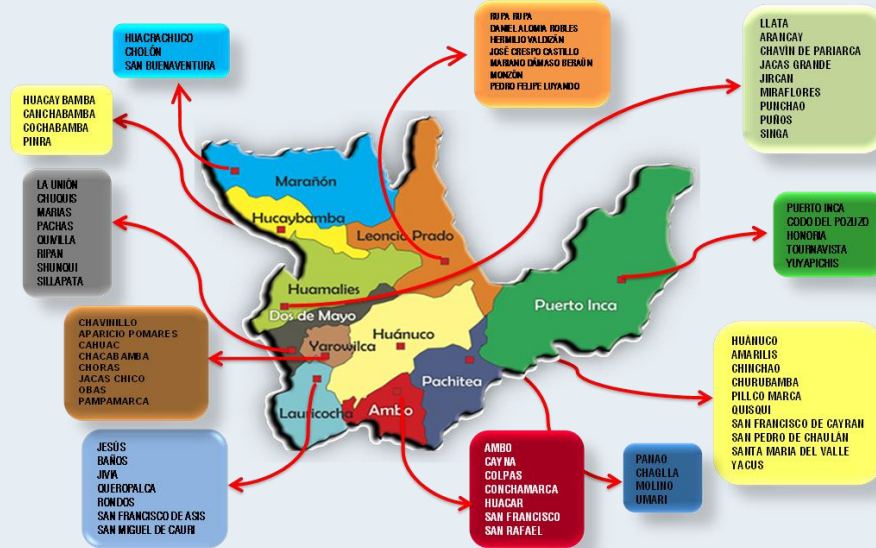 HUACRACHUCO
CHOLÓN
SAN BUENAVENTURA
RUPA RUPA
DANIEL ALOMIA ROBLES
HERMILIO VALDIZÁN
JOSÉ CRESPO CASTILLO
MARIANO DÁMASO BERAÚN
MONZÓN
PEDRO FELIPE LUYANDO
LLATA
ARANCAY
CHAVÍN DE PARIARCA
JACAS GRANDE
JIRCAN
MIRAFLORES
PUNCHAO
PUÑOS
SINGA
HUACAY BAMBA
CANCHABAMBA
COCHABAMBA
PINRA
LA UNIÓN
CHUQUIS
MARIAS
PACHAS
QUIVILLA
RIPAN
SHUNQUI
SILLAPATA
Marañón
Hucaybamba
Leoncio Prado
Huamalies
Dos de Mayo
Yarowilca
Huánuco
Puerto Inca
Pachitea
Lauricocha
Ambo
PUERTO INCA
CODO DEL POZUZO
HONORIA
TOURNAVISTA
YUYAPICHIS
CHAVINILLO
APARICIO POMARES
CAHUAC
CHACABAMBA
CHORAS
JACAS CHICO
OBAS
PAMPAMARCA
HUÁNUCO
AMARILIS
CHINCHAO
CHURUBAMBA
PILLCO MARCA
QUISQUI
SAN FRANCISCO DE CAYRAN
SAN PEDRO DE CHAULÁN
SANTA MARIA DEL VALLE
YACUS
JESÚS
BAÑOS
JIVIA
QUEROPALCA
RONDOS
SAN FRANCISCO DE ASIS
SAN MIGUEL DE CAURI
AMBO
CAYNA
COLPAS
CONCHAMARCA
HUACAR
SAN FRANCISCO
SAN RAFAEL
PANAO
CHAGLLA
MOLINO
UMARI